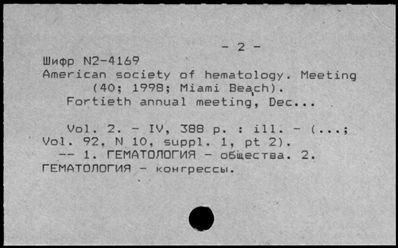 - 2 -
Шифр N2-4169
American society of hematology. Meeting
(40; 1998; Miami Beach).
Fortieth annual meeting, Dec...
Vol. 2. - IV, 388 p. : ill. - (...;
Vol. 92, N 10, suppl. 1, pt 2).
-- 1. ГЕМАТОЛОГИЯ - общества. 2.
ГЕМАТОЛОГИЯ - конгрессы.